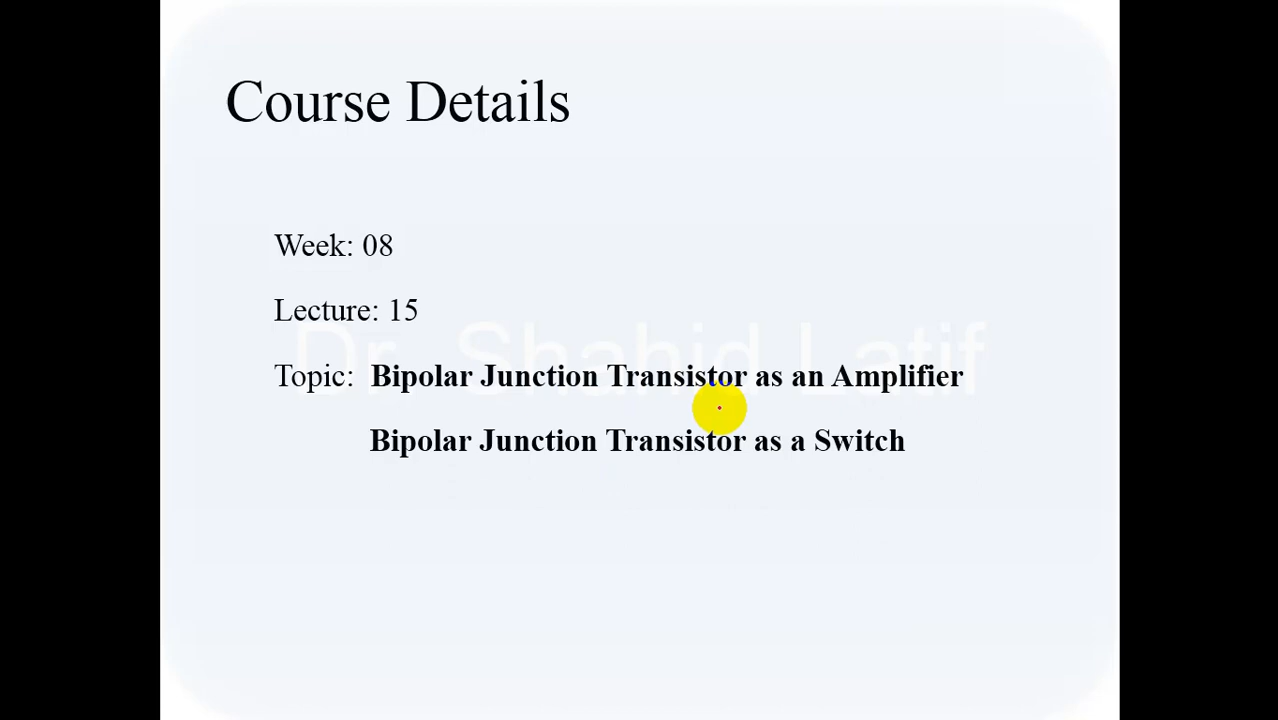 Course Details
Week: 08
Lecture: 15
Dr. Shahid Latif
Topic: Bipolar Junction Transistor as an Amplifier
Bipolar Junction Transistor as a Switch